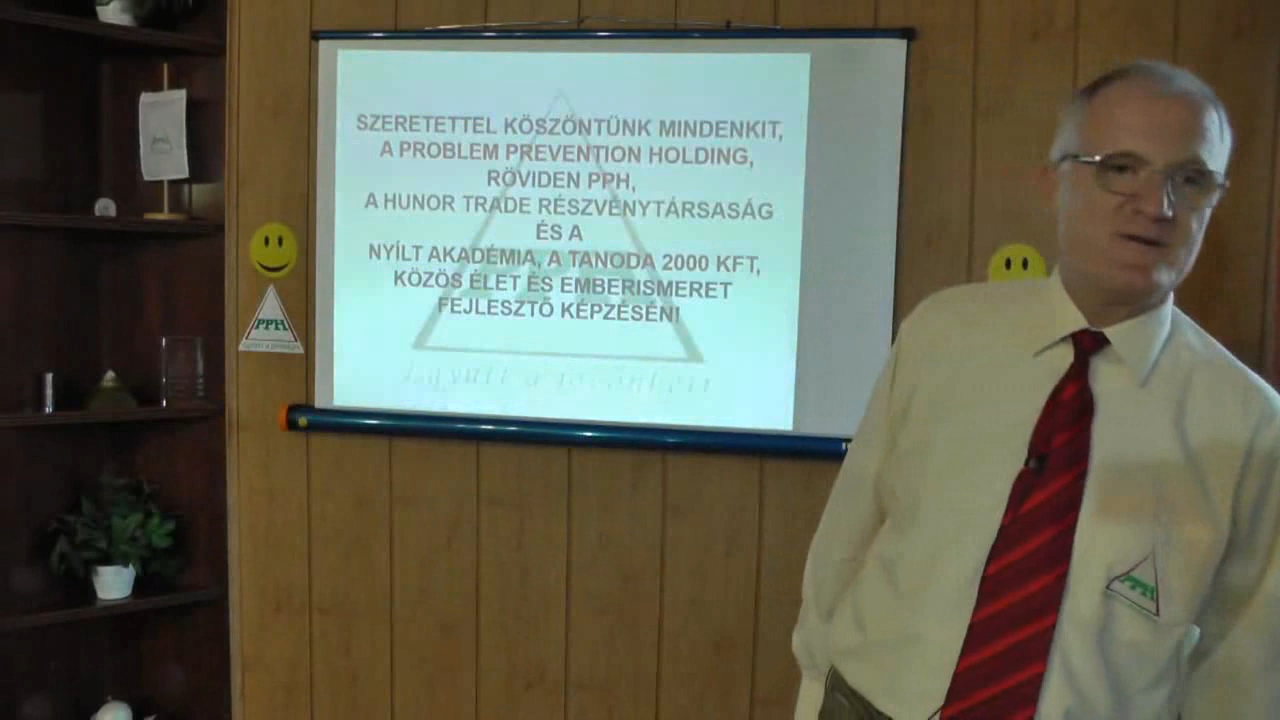 SZERETETTEL KÖSZÖNTÜNK MINDENKIT,
A PROBLEM PREVENTION HOLDING,
RÖVIDEN PPH,
A HUNOR TRADE RÉSZVÉNYTÁRSASÁG
ÉS A
NYÍLT AKADÉMIA, A TANODA 2000 KFT,
KÖZÖS ÉLET ÉS EMBERISMERET
FEJLESZTŐ KÉPZÉSÉN!
PPH
PPH